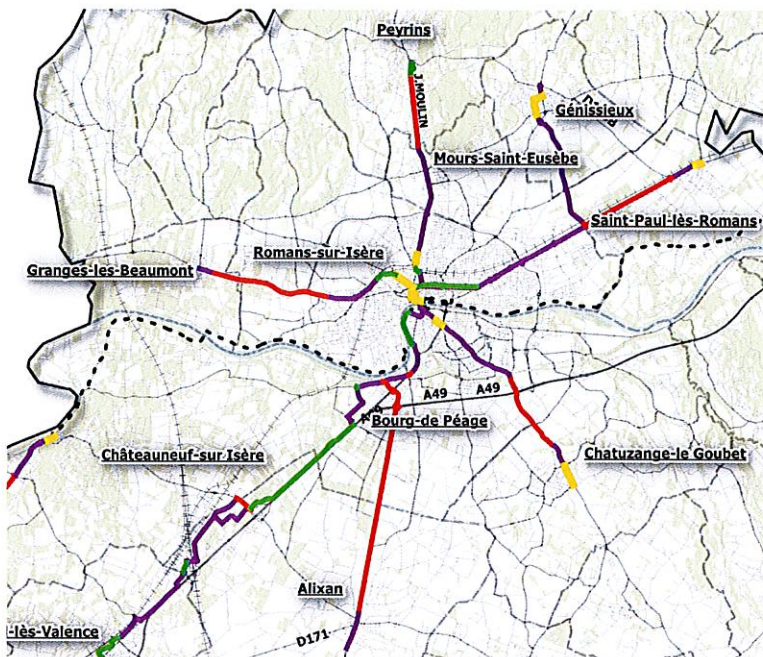 Peyrins
J.MOULIN
Génissieux
Mours-Saint-Eusèbe
Saint-Paul-lès-Romans
Romans-sur-Isère
Granges-les-Beaumont
A49
A49
Bourg-de Péage
Châteauneuf-sur Isère
Chatuzange-le Goubet
Alixan
-lès-Valence
D171